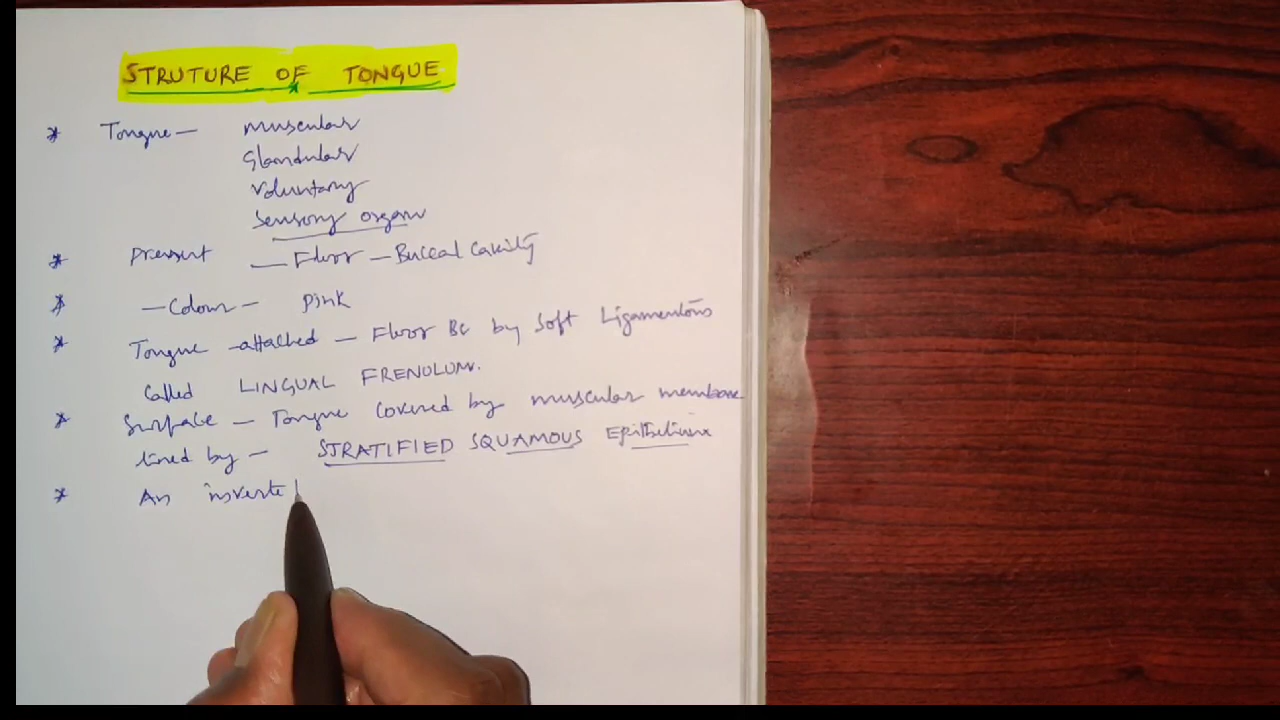 STRUTURE OF TONGUE
* Tongue — muscular
Glandular
Voluntary
Sensory organ
* Present — Floor — Buccal Cavity
* — Colour — Pink
* Tongue attached — Floor BC by Soft Ligamentous
Called LINGUAL FRENULUM.
* Surface — Tongue covered by muscular membrane
lined by — STRATIFIED SQUAMOUS Epithelium
* An inverte